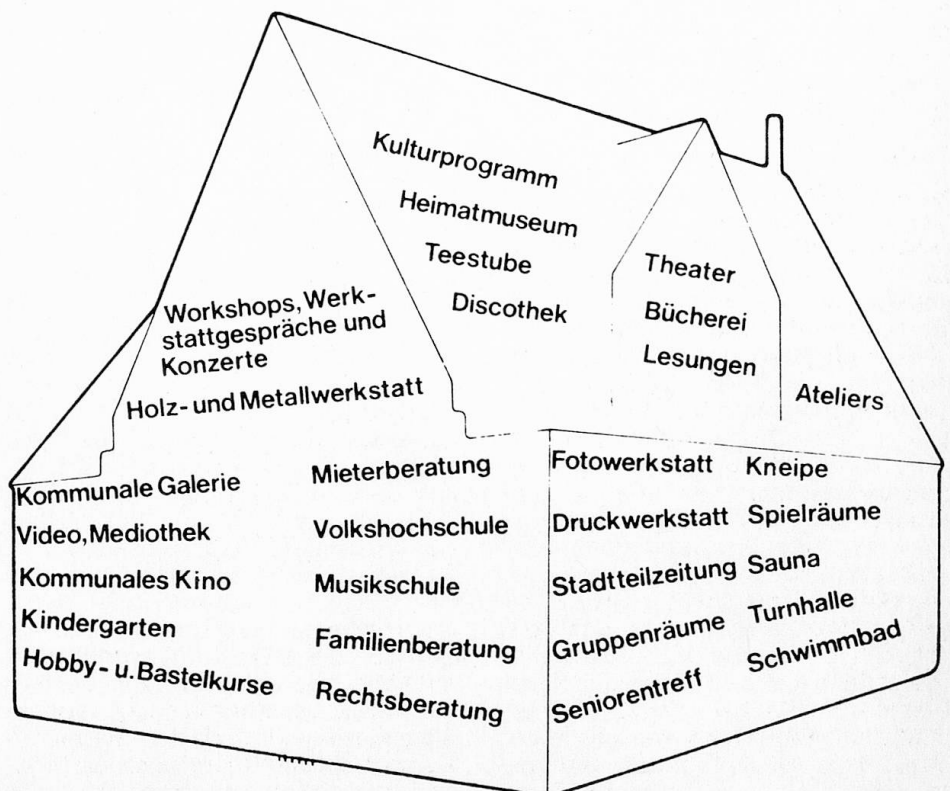 Kulturprogramm
Heimatmuseum
Teestube
Discothek
Theater
Bücherei
Lesungen
Ateliers
Workshops, Werk-
stattgespräche und
Konzerte
Holz- und Metallwerkstatt
Kommunale Galerie
Video, Mediothek
Kommunales Kino
Kindergarten
Hobby- u. Bastelkurse
Mieterberatung
Volkshochschule
Musikschule
Familienberatung
Rechtsberatung
Fotowerkstatt
Druckwerkstatt
Stadtteilzeitung
Gruppenräume
Seniorentreff
Kneipe
Spielräume
Sauna
Turnhalle
Schwimmbad